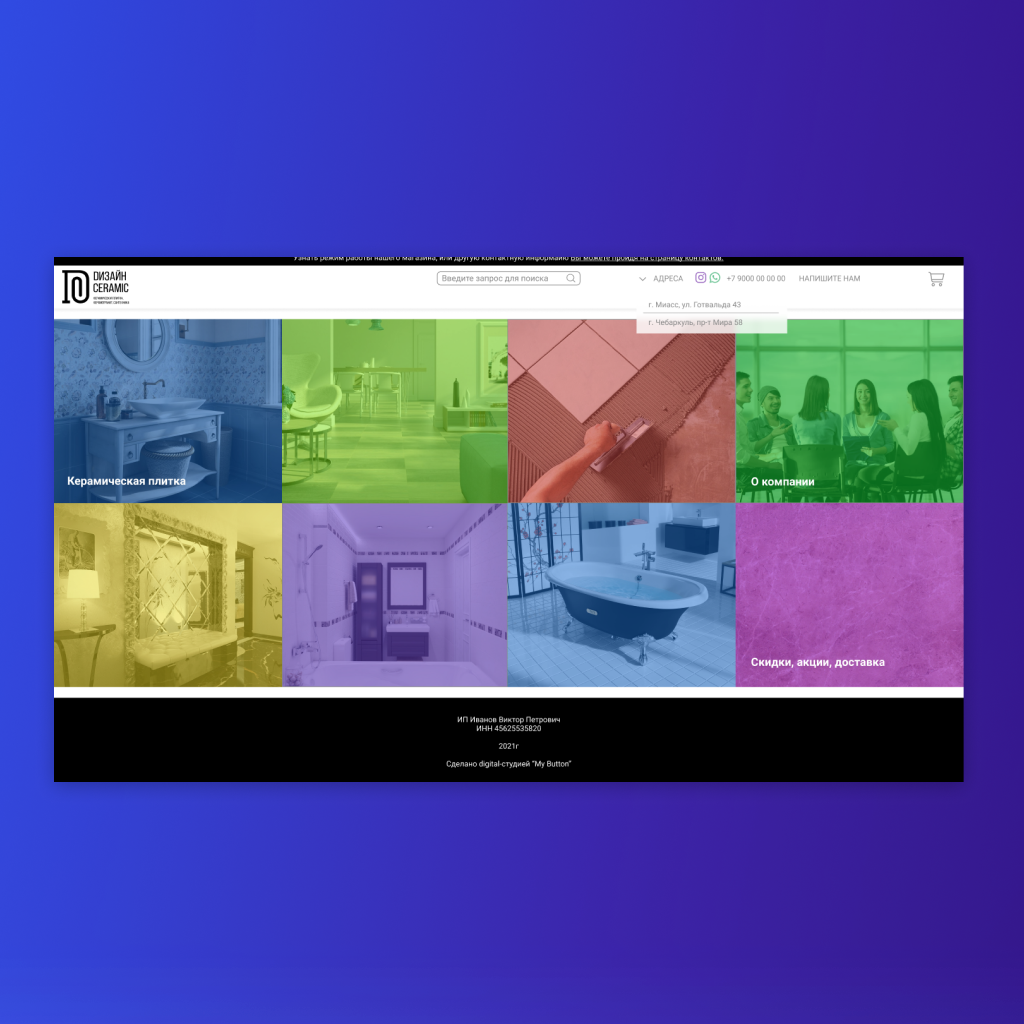 Узнать режим работы нашего магазина, или другую контактную информацию Вы можете пройдя на страницу контактов.
DИЗАЙН
CERAMIC
Введите запрос для поиска
АДРЕСА
+7 9000 00 00 00
НАПИШИТЕ НАМ
г. Миасс, ул. Готвальда 43
г. Чебаркуль, пр-т Мира 58
Керамическая плитка
О компании
Скидки, акции, доставка
ИП Иванов Виктор Петрович
ИНН 45625535820
2021г
Сделано digital-студией "My Button"